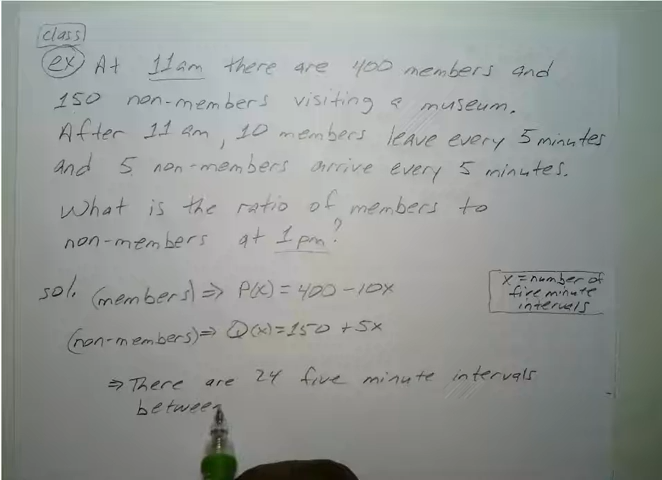 class
ex At 11am there are 400 members and
150 non-members visiting a museum.
After 11am, 10 members leave every 5 minutes
and 5 non-members arrive every 5 minutes.
What is the ratio of members to
non-members at 1pm?
sol. (members) ⇒ P(x) = 400 - 10x
x = number of
five minute
intervals
(non-members) ⇒ Q(x) = 150 + 5x
⇒ There are 24 five minute intervals
between